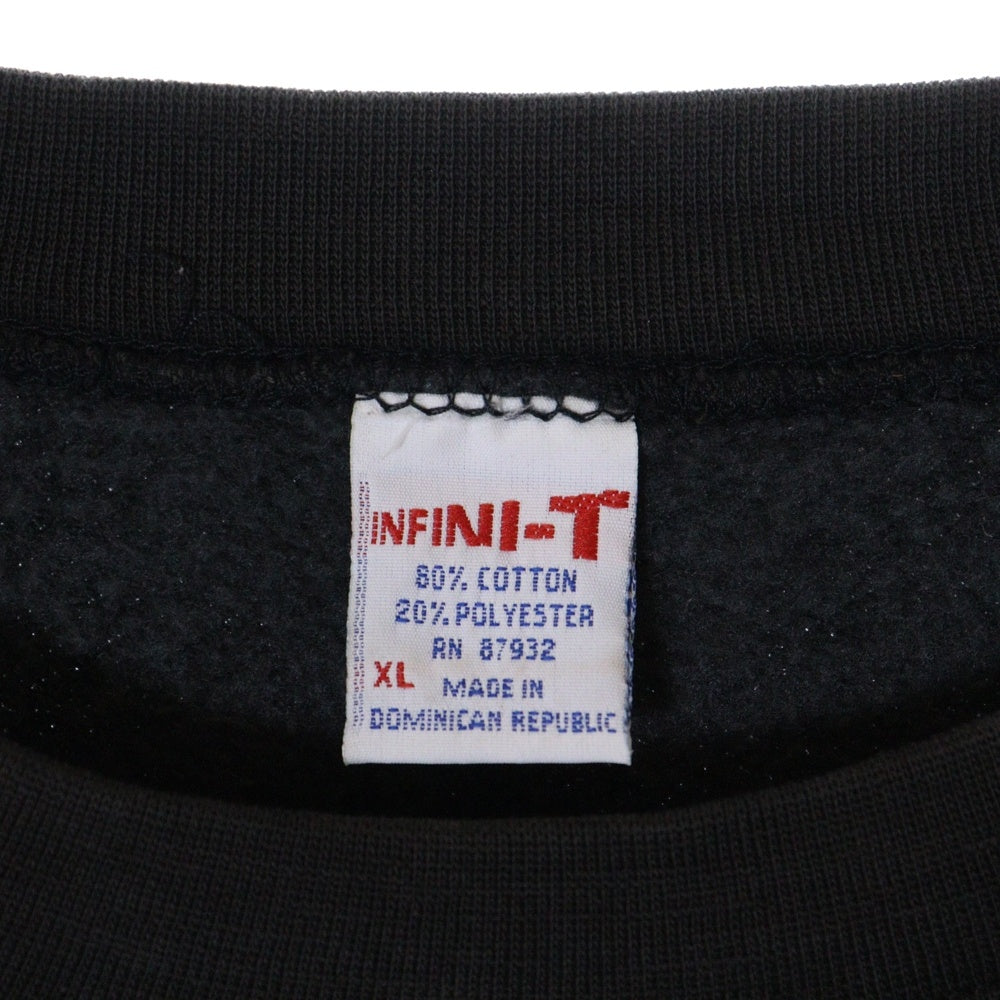 INFINI-T
80% COTTON
20% POLYESTER
RN 87932
XL
MADE IN
DOMINICAN REPUBLIC